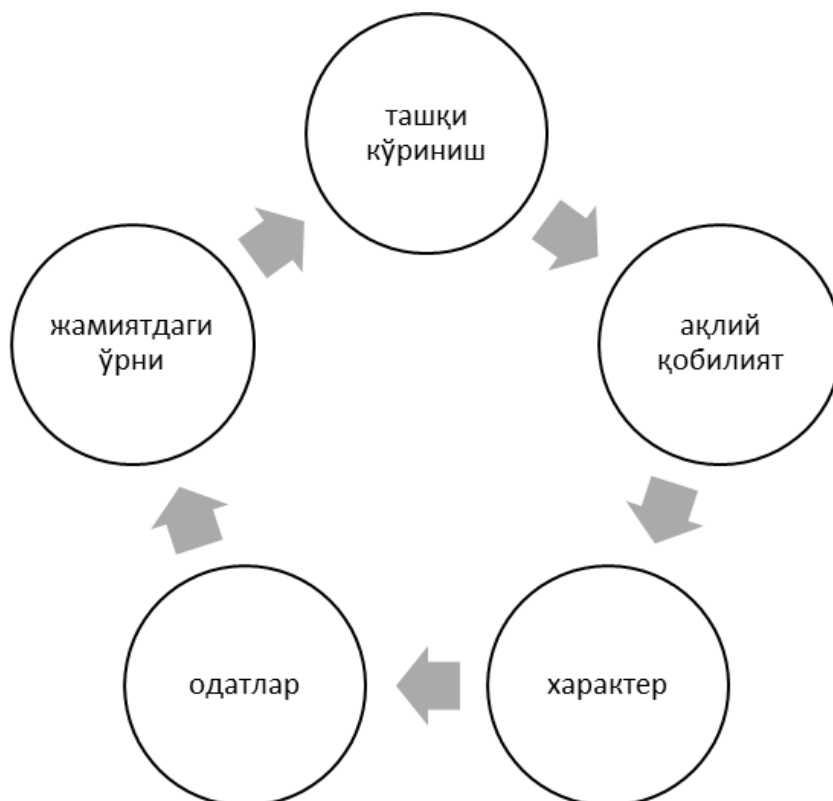 ташқи
кўриниш
ақлий
қобилият
характер
одатлар
жамиятдаги
ўрни